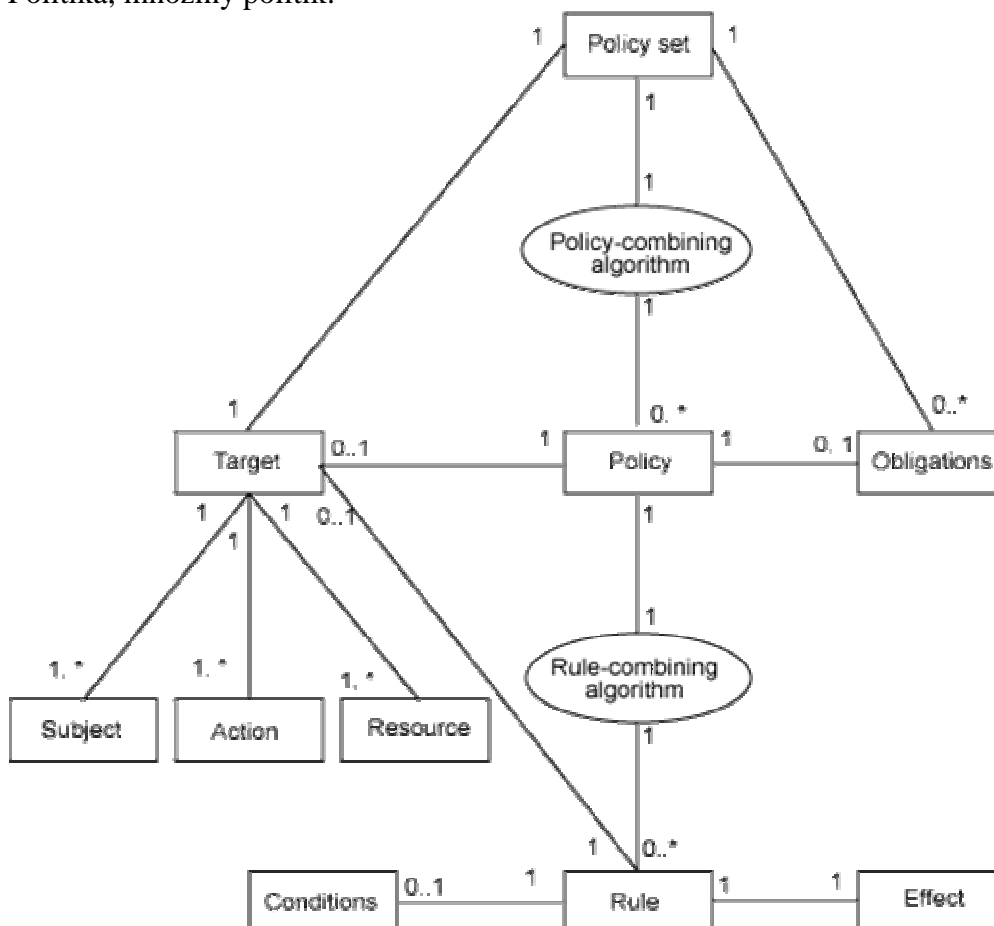 Politika, množiny politik:
1 Policy set 1
1
1
Policy-combining
algorithm
1
1 0. * 0..*
Target 0..1 1 Policy 1 0. 1 Obligations
1 1 1 0..1 1
1
Rule-combining
algorithm
1. * 1. * 1. *
Subject Action Resource
1
1 0..*
Conditions 0..1 1 Rule 1 1 Effect